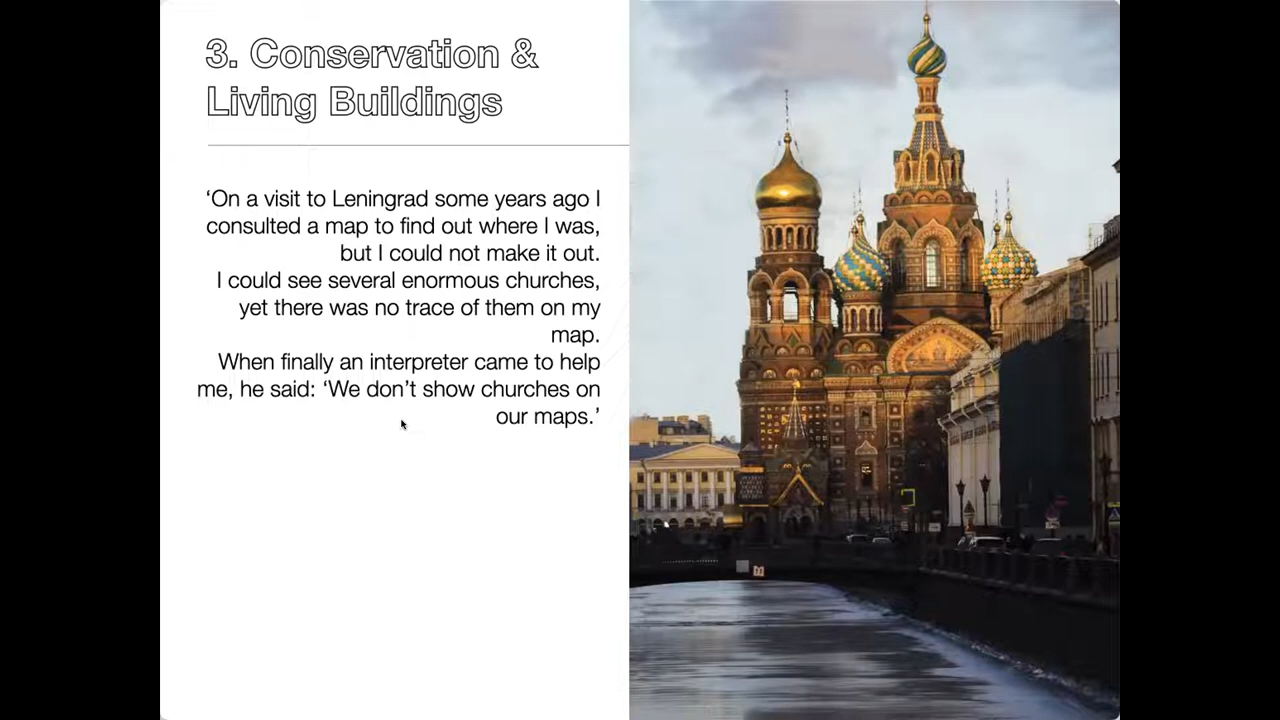 3. Conservation &
Living Buildings
‘On a visit to Leningrad some years ago I
consulted a map to find out where I was,
but I could not make it out.
I could see several enormous churches,
yet there was no trace of them on my
map.
When finally an interpreter came to help
me, he said: ‘We don’t show churches on
our maps.’